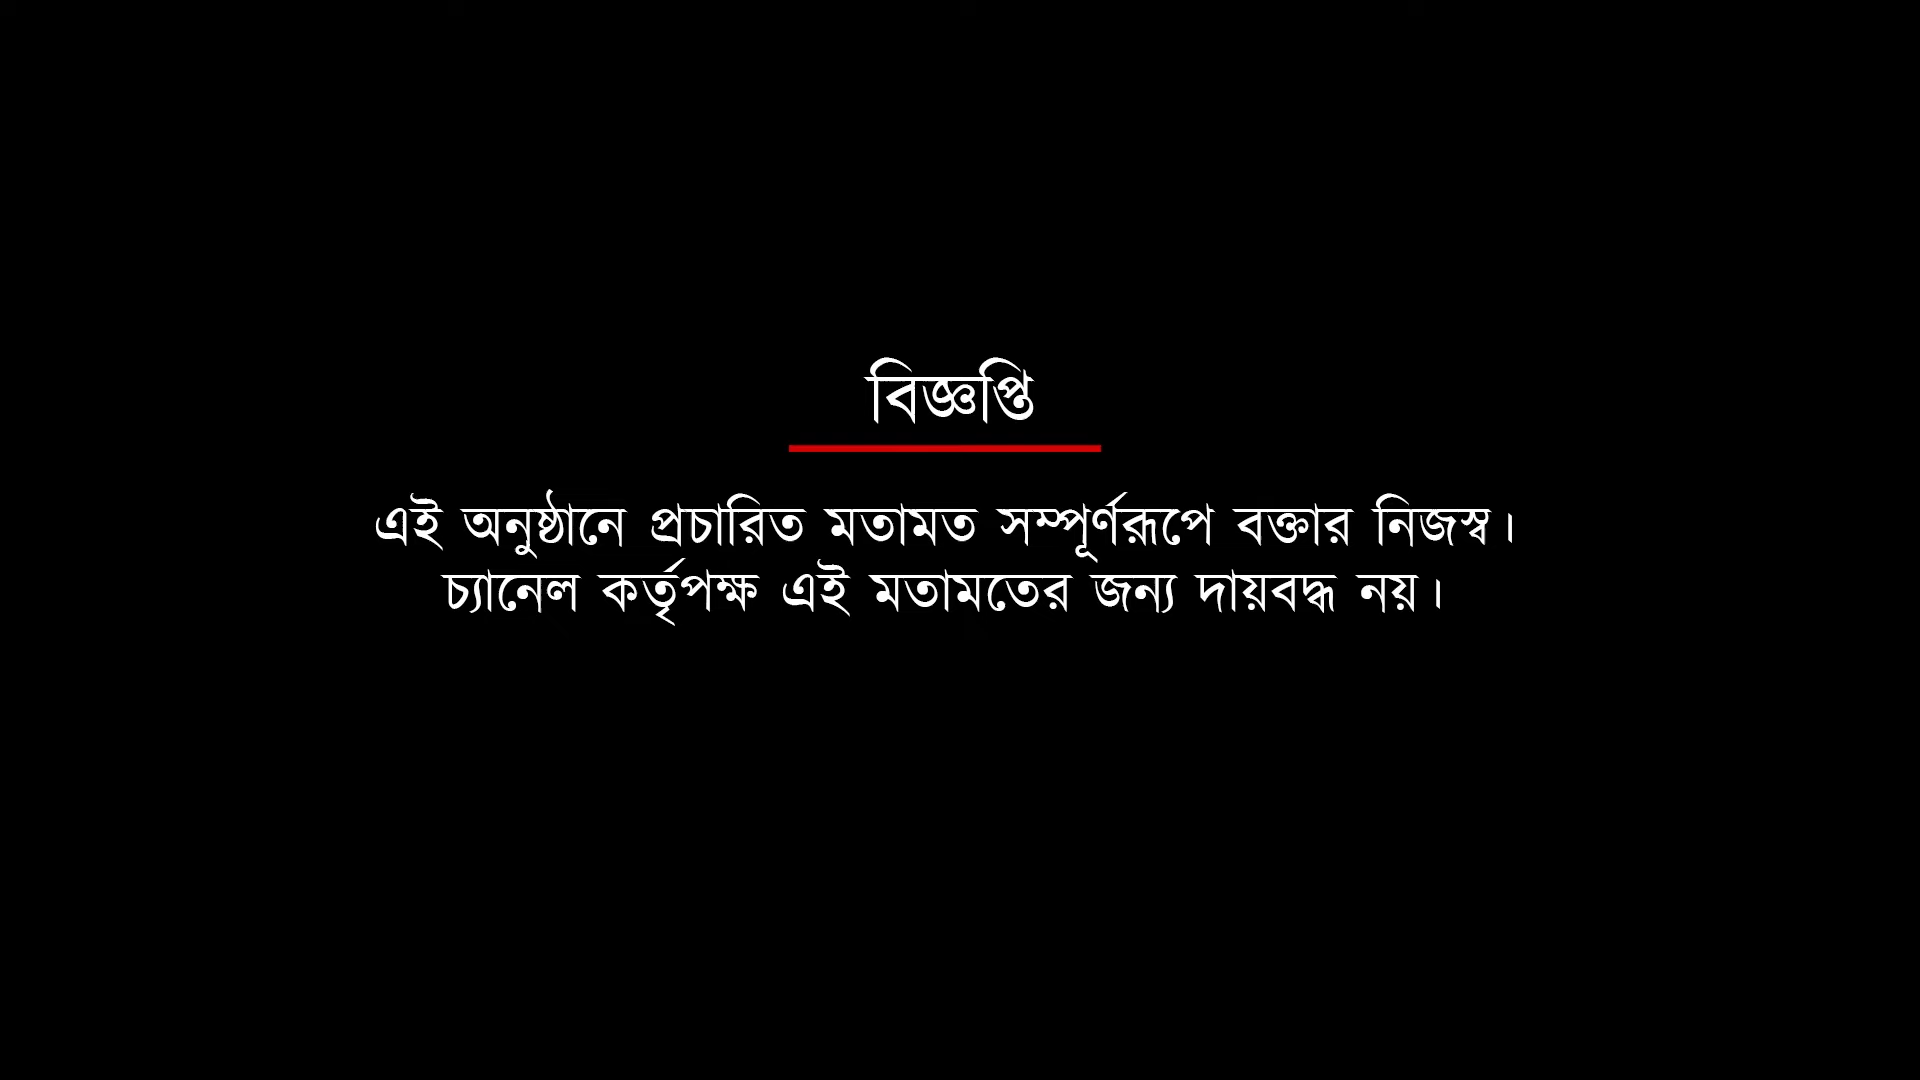 বিজ্ঞপ্তি
এই অনুষ্ঠানে প্রচারিত মতামত সম্পূর্ণরূপে বক্তার নিজস্ব।
চ্যানেল কর্তৃপক্ষ এই মতামতের জন্য দায়বদ্ধ নয়।